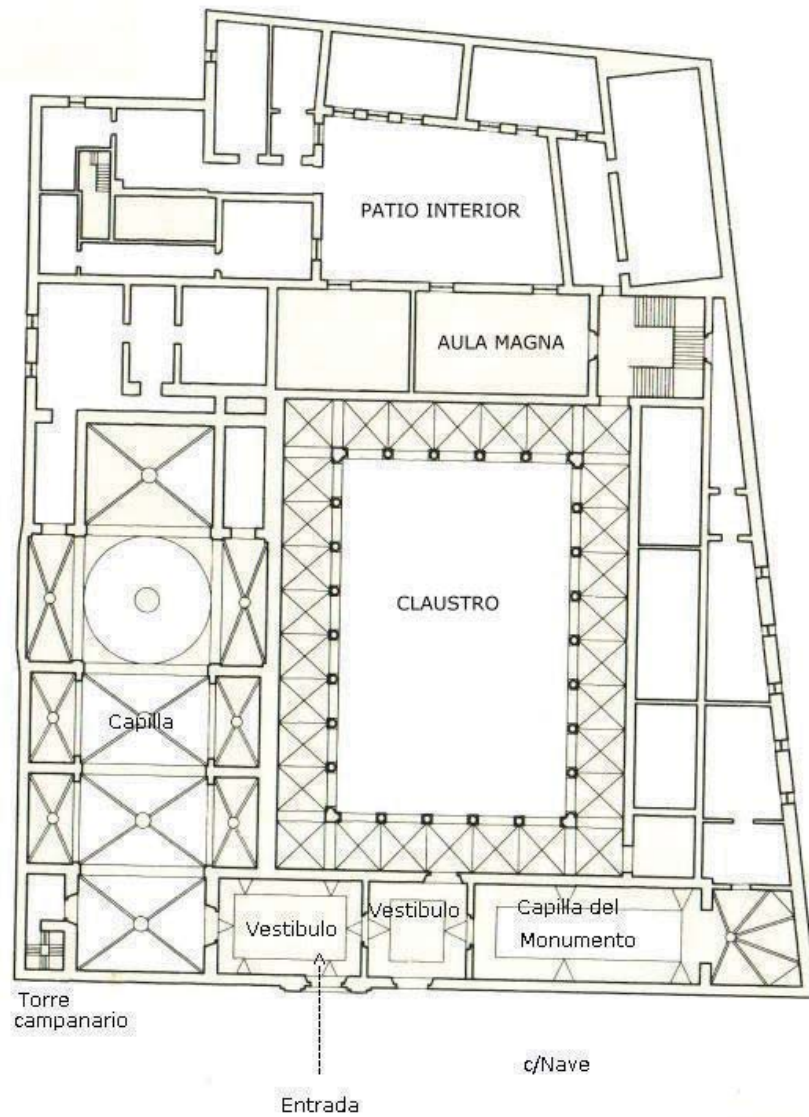 PATIO INTERIOR
AULA MAGNA
CLAUSTRO
Capilla
Vestibulo
Vestibulo
Capilla del
Monumento
Torre
campanario
c/Nave
Entrada